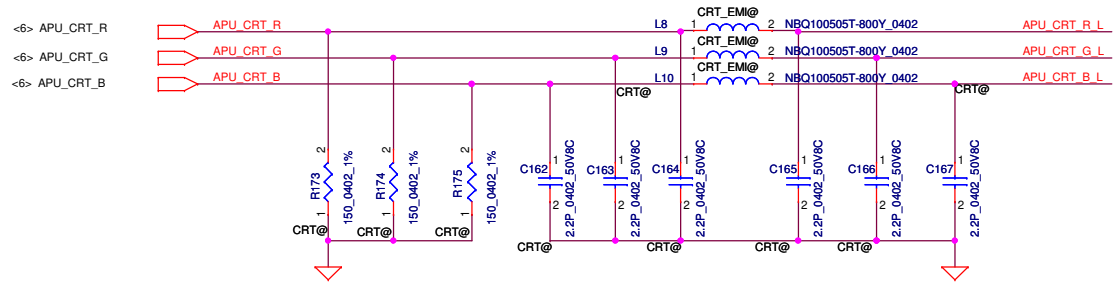 CRT_EMI@
<6> APU_CRT_R APU_CRT_R L8 1 2 NBQ100505T-800Y_0402 APU_CRT_R_L
CRT_EMI@
<6> APU_CRT_G APU_CRT_G L9 1 2 NBQ100505T-800Y_0402 APU_CRT_G_L
CRT_EMI@
<6> APU_CRT_B APU_CRT_B L10 1 2 NBQ100505T-800Y_0402 APU_CRT_B_L
CRT@ CRT@
2 R173 1 150_0402_1%
2 R174 1 150_0402_1%
2 R175 1 150_0402_1%
C162 1 2 2.2P_0402_50V8C
C163 1 2 2.2P_0402_50V8C
C164 1 2 2.2P_0402_50V8C
C165 1 2 2.2P_0402_50V8C
C166 1 2 2.2P_0402_50V8C
C167 1 2 2.2P_0402_50V8C
CRT@ CRT@ CRT@ CRT@ CRT@ CRT@ CRT@